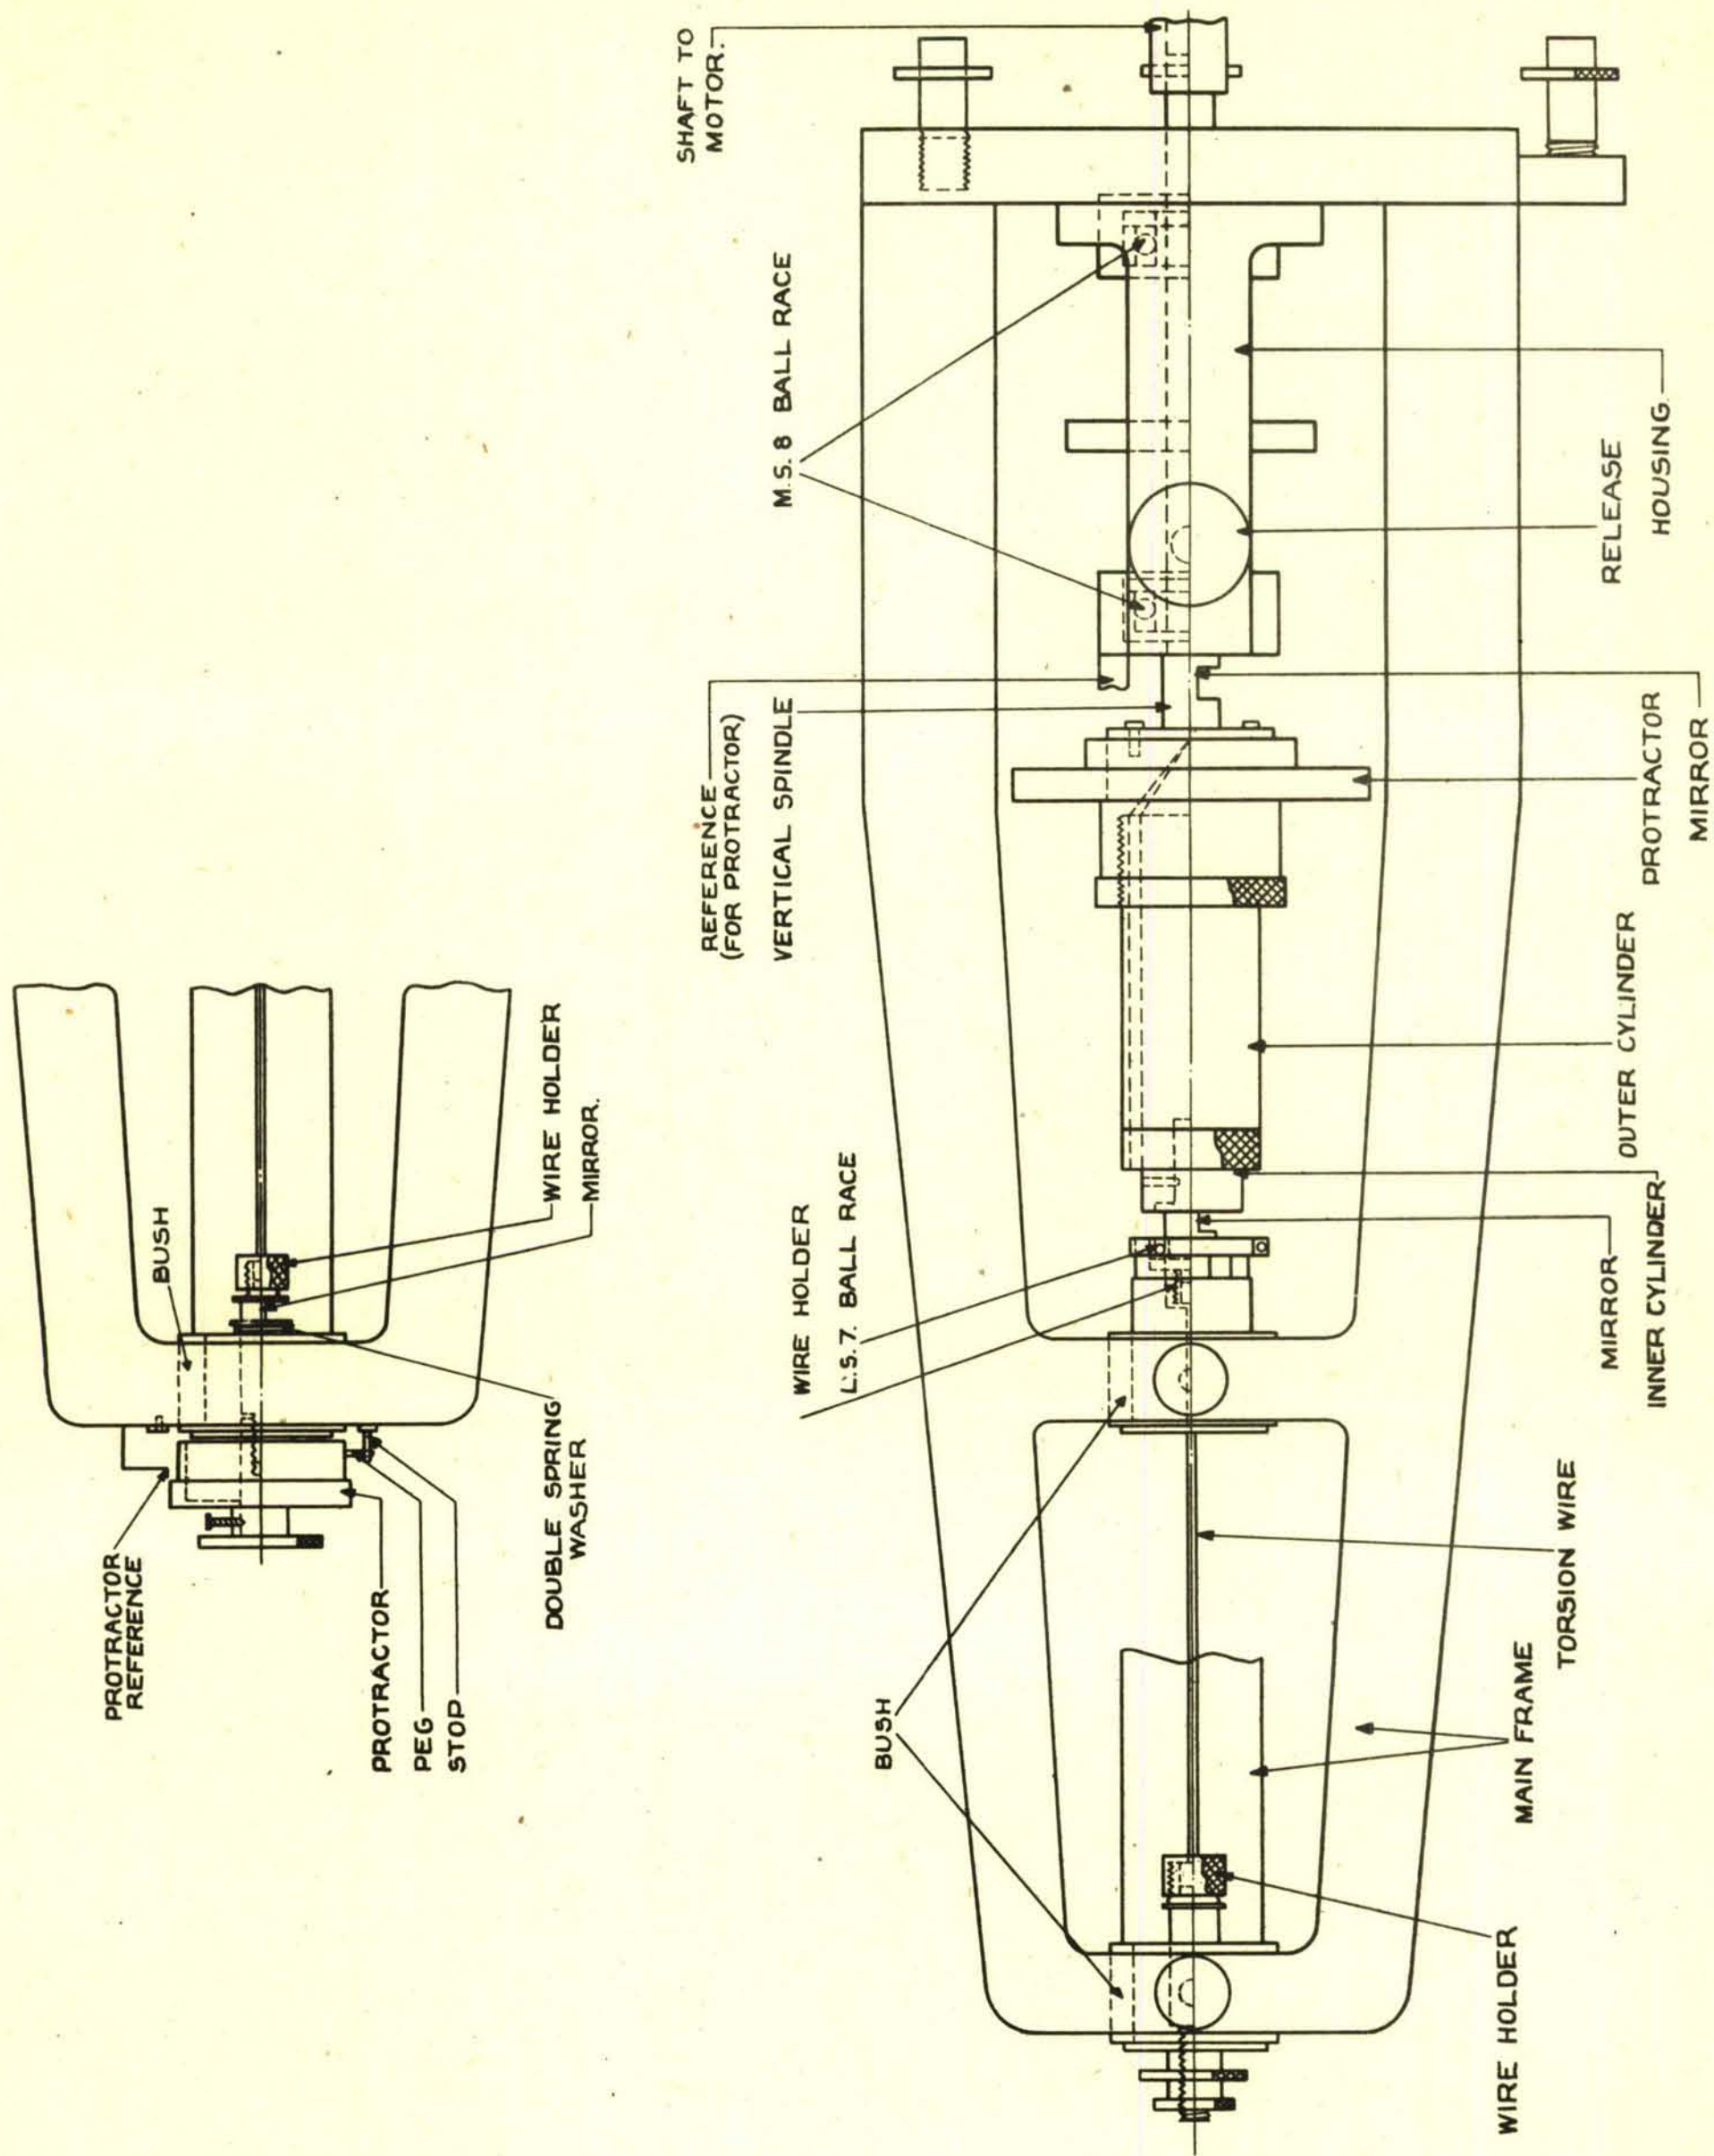 PROTRACTOR
REFERENCE
BUSH
PROTRACTOR
PEG
STOP
DOUBLE SPRING
WASHER
WIRE HOLDER
MIRROR.
SHAFT TO
MOTOR.
REFERENCE
(FOR PROTRACTOR)
VERTICAL SPINDLE
M.S. 8 BALL RACE
WIRE HOLDER
L.S. 7. BALL RACE
BUSH
WIRE HOLDER
MAIN FRAME
TORSION WIRE
MIRROR
INNER CYLINDER
OUTER CYLINDER
PROTRACTOR
MIRROR
RELEASE
HOUSING